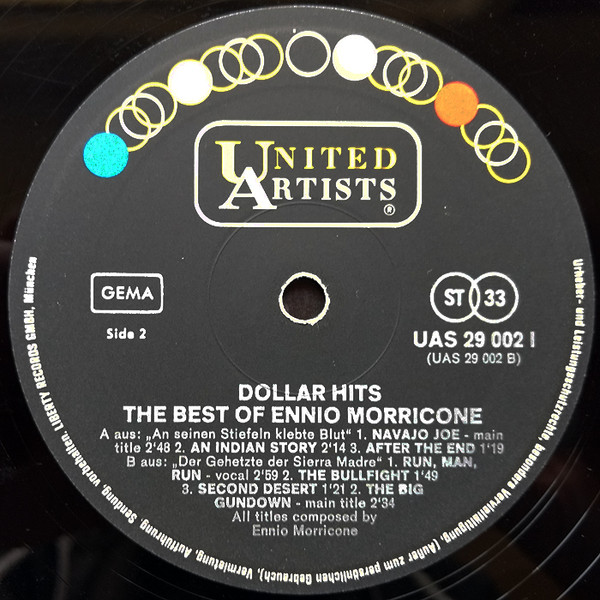 UNITED
ARTISTS
®
GEMA
ST 33
Side 2
UAS 29 002 I
(UAS 29 002 B)
DOLLAR HITS
THE BEST OF ENNIO MORRICONE
A aus: „An seinen Stiefeln klebte Blut“ 1. NAVAJO JOE - main
title 2'48 2. AN INDIAN STORY 2'14 3. AFTER THE END 1'19
B aus: „Der Gehetzte der Sierra Madre“ 1. RUN, MAN,
RUN - vocal 2'59 2. THE BULLFIGHT 1'49
3. SECOND DESERT 1'21 2. THE BIG
GUNDOWN - main title 2'34
All titles composed by
Ennio Morricone
Urheber- und Leistungsschutzrechte, besonders Vervielfältigung, (Außer zum persönlichen Gebrauch), Vermietung, Aufführung, Sendung, vorbehalten. LIBERTY RECORDS GMBH, München